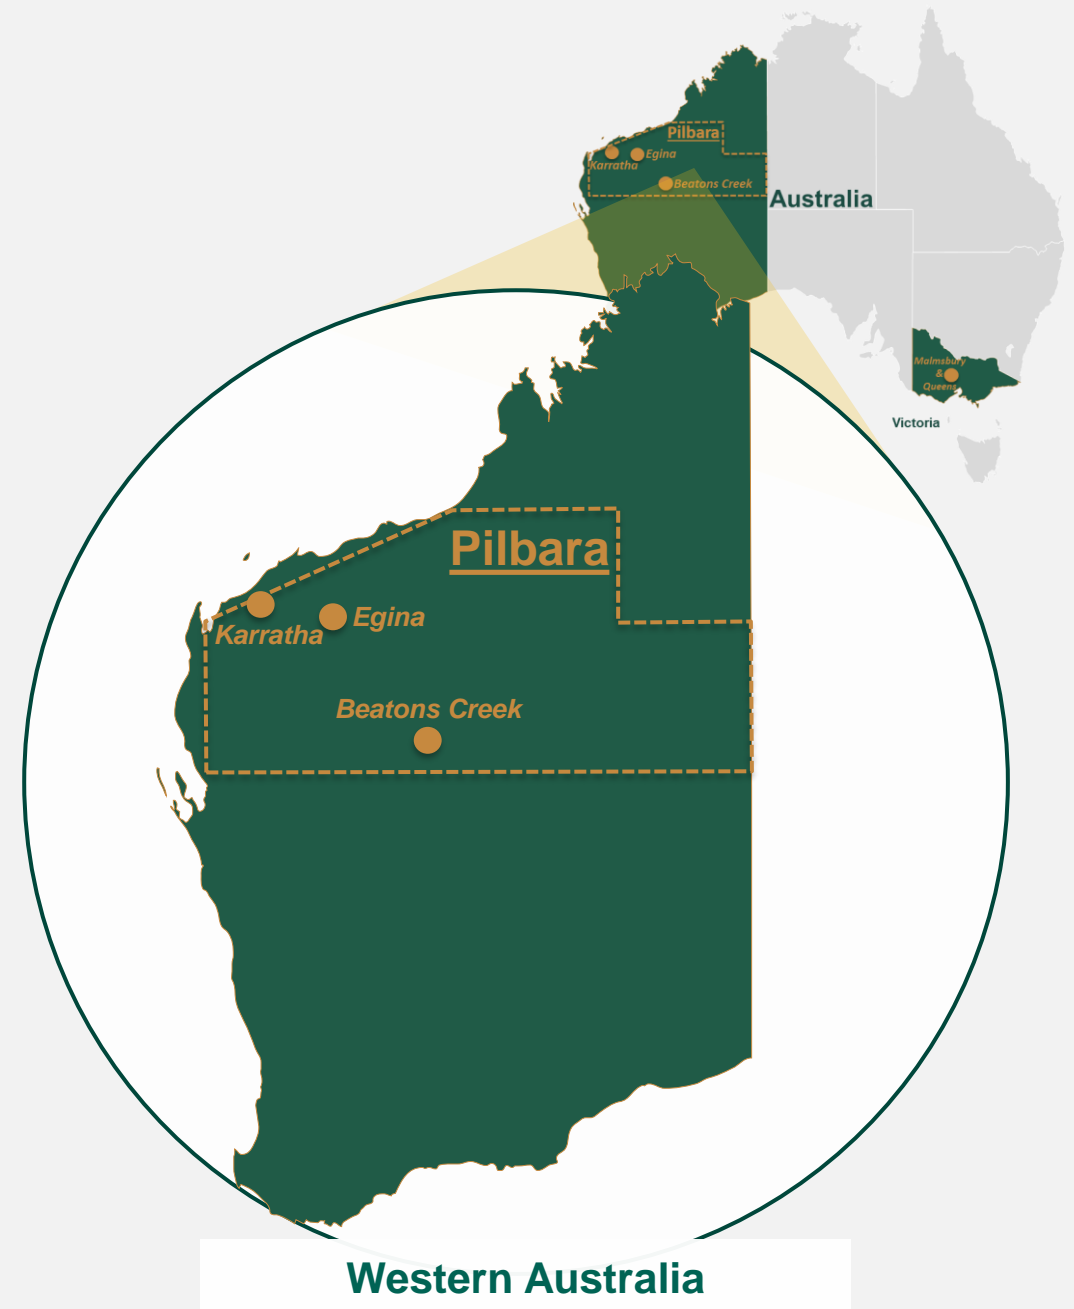 Pilbara
Karratha
Egina
Beatons Creek
Australia
Malmsbury
&
Queens
Victoria
Pilbara
Egina
Karratha
Beatons Creek
Western Australia